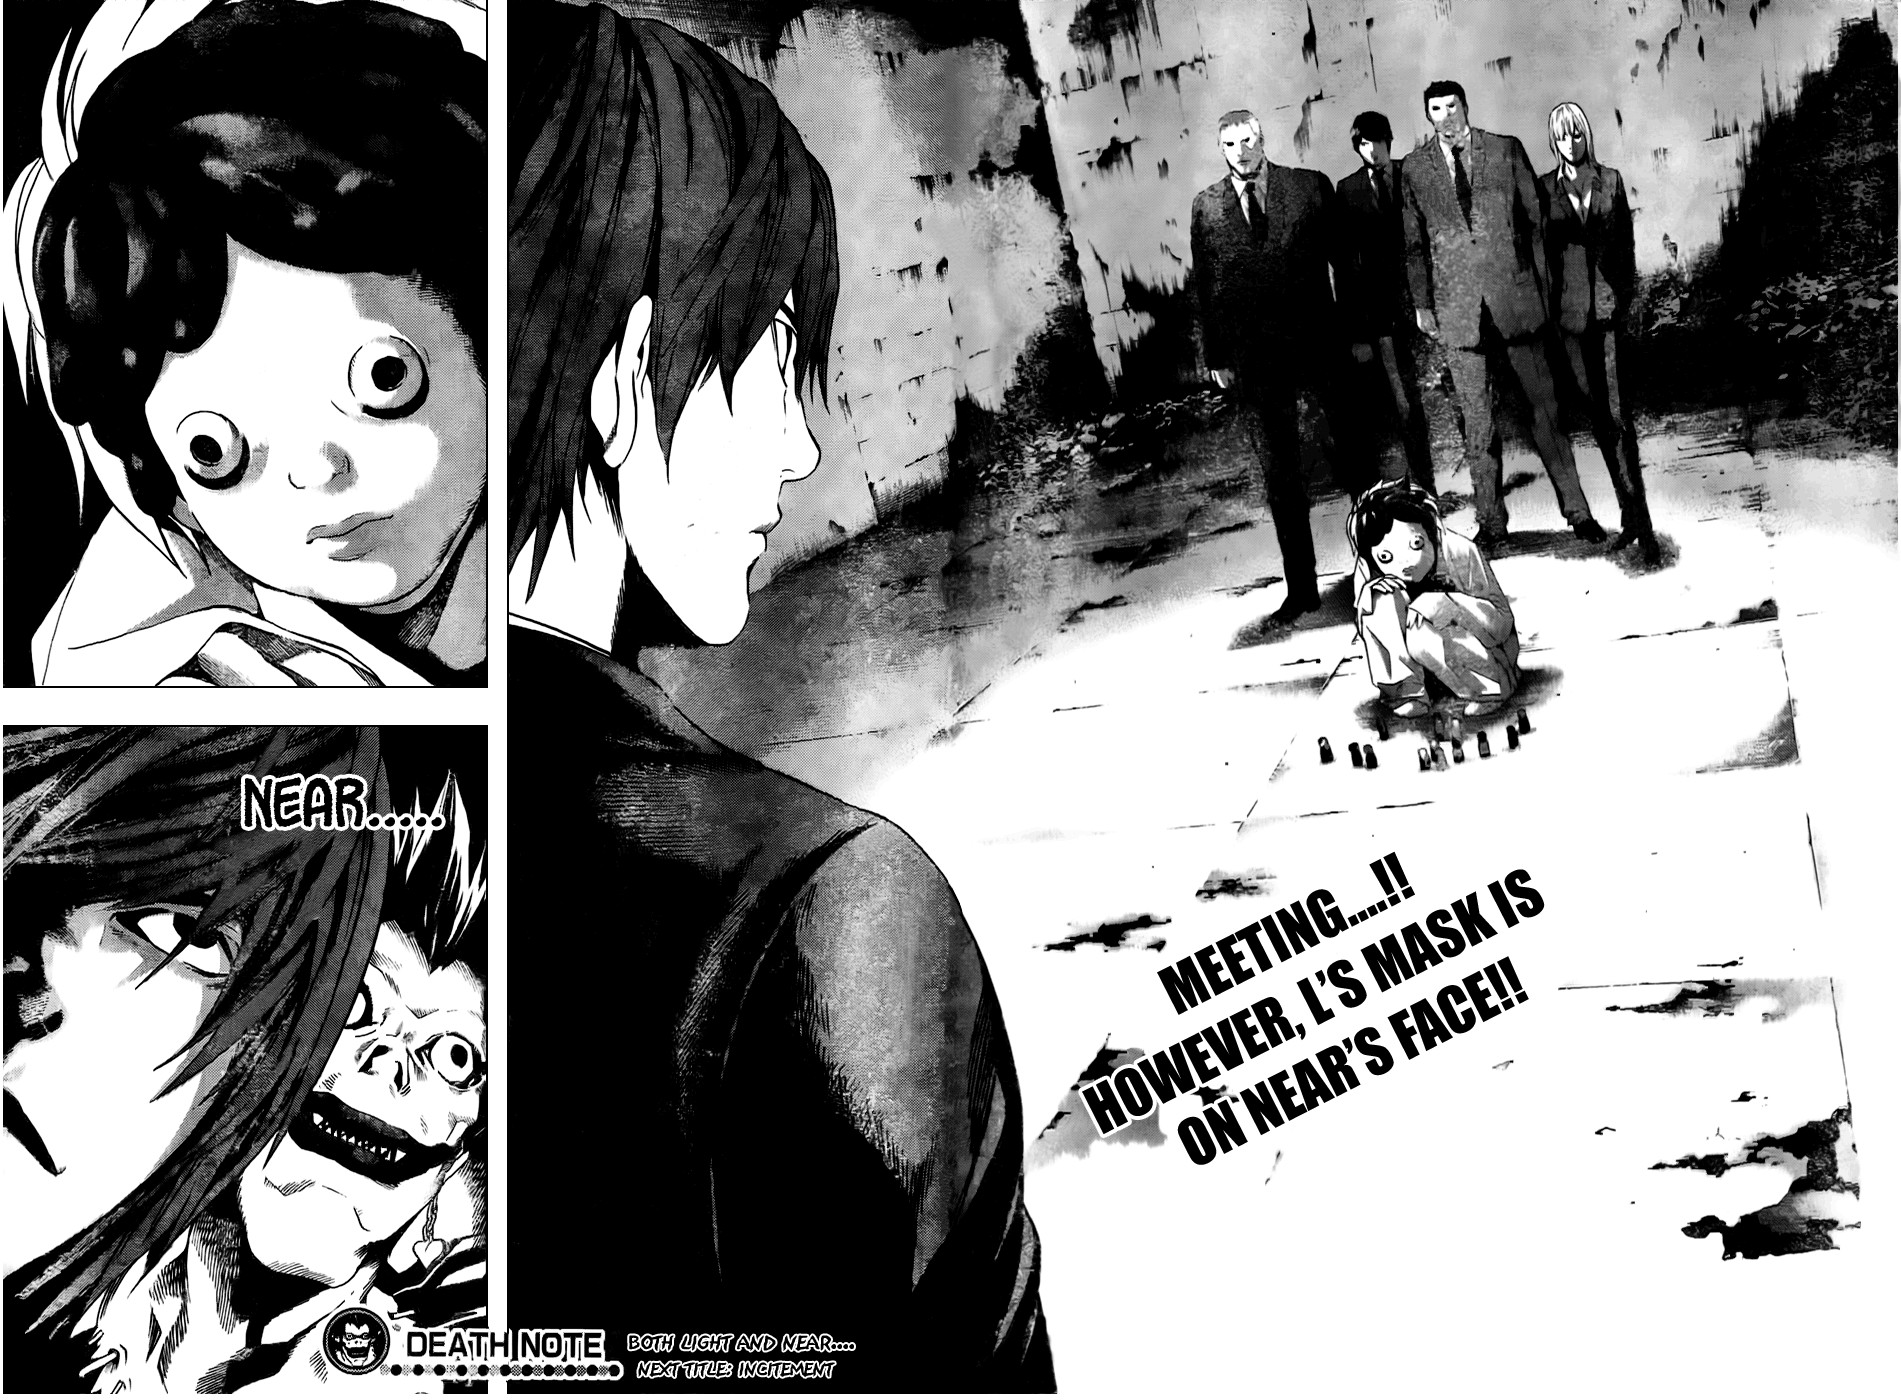 MEETING....!!
HOWEVER, L'S MASK IS
ON NEAR'S FACE!!
NEAR.....
DEATH NOTE
BOTH LIGHT AND NEAR....
NEXT TITLE: INCITEMENT